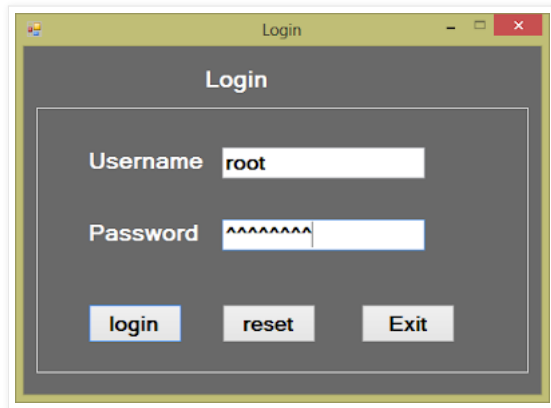 Login
Login
Username root
Password ^^^^^^^^
login reset Exit